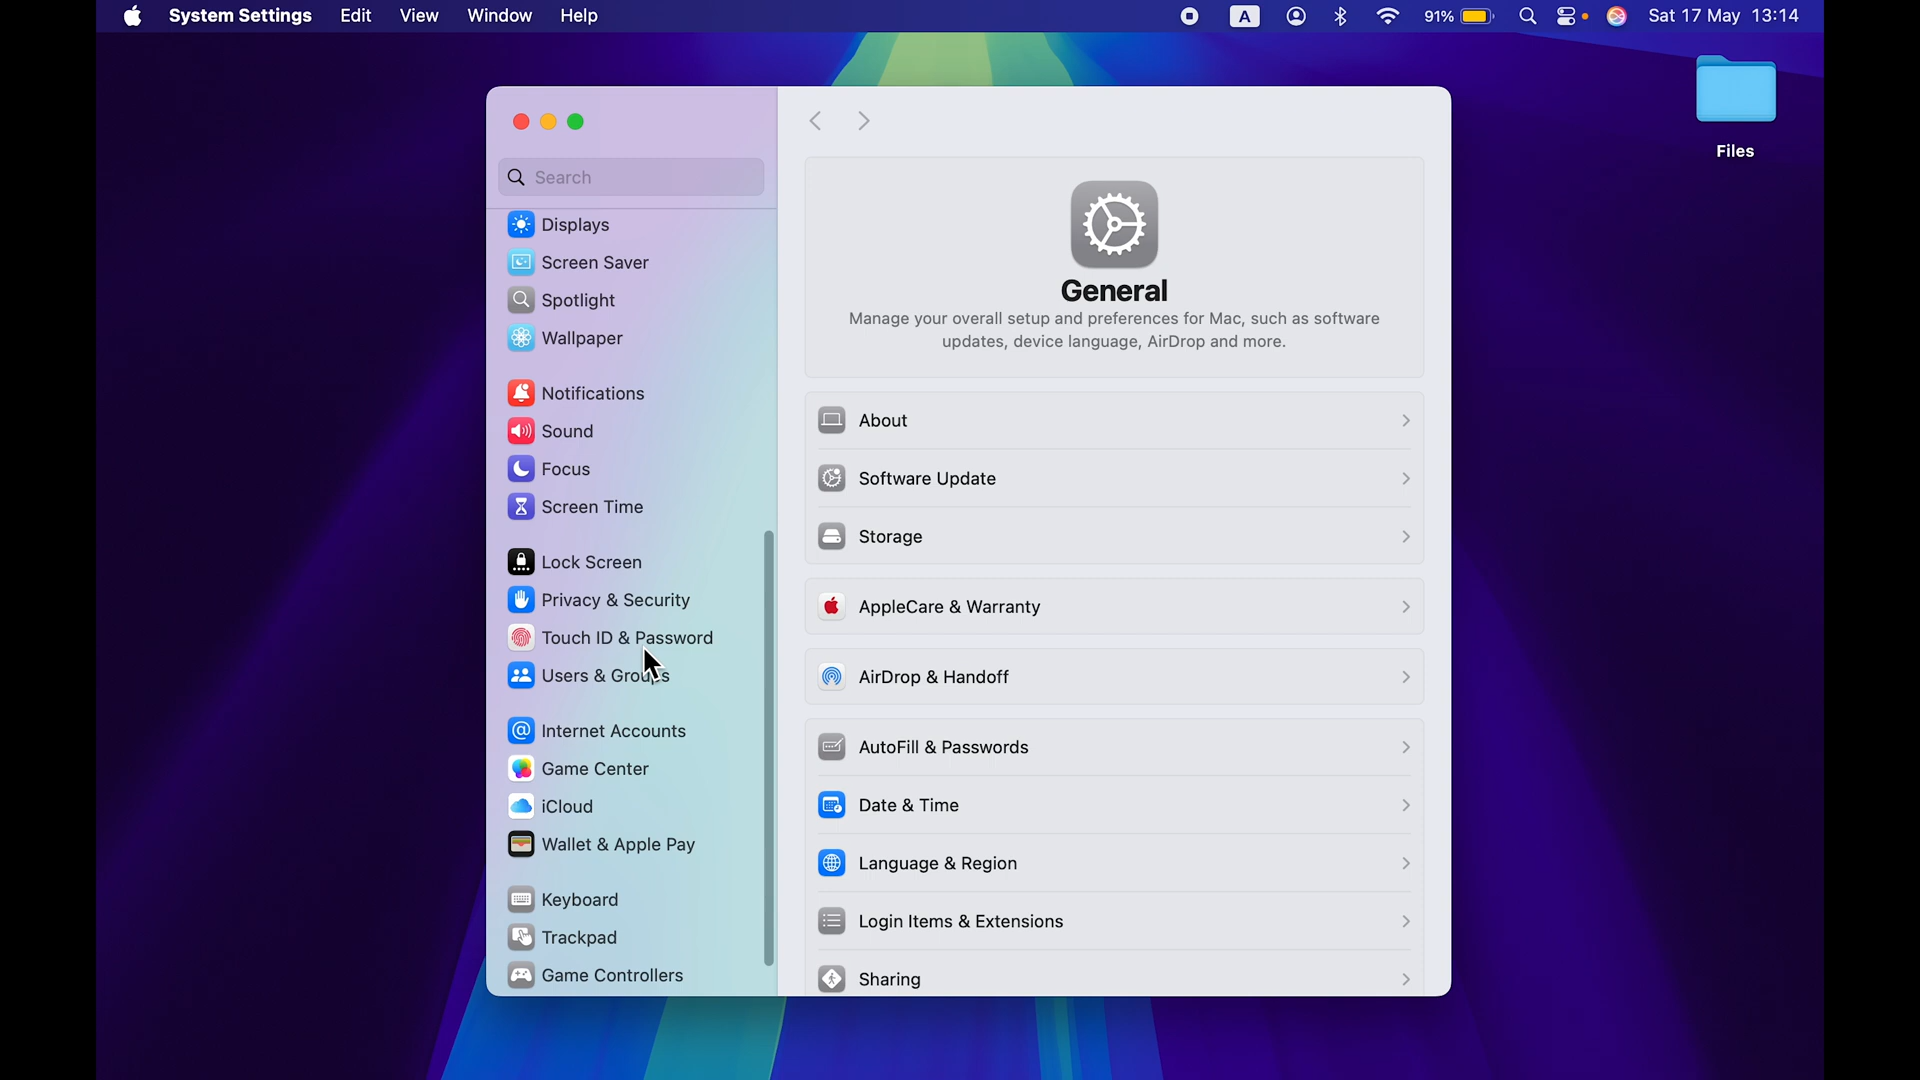 System Settings Edit View Window Help A 91% Sat 17 May 13:14
Files
Search
Displays
Screen Saver
Spotlight
Wallpaper
Notifications
Sound
Focus
Screen Time
Lock Screen
Privacy & Security
Touch ID & Password
Users & Groups
Internet Accounts
Game Center
iCloud
Wallet & Apple Pay
Keyboard
Trackpad
Game Controllers
General
Manage your overall setup and preferences for Mac, such as software
updates, device language, AirDrop and more.
About
Software Update
Storage
AppleCare & Warranty
AirDrop & Handoff
AutoFill & Passwords
Date & Time
Language & Region
Login Items & Extensions
Sharing